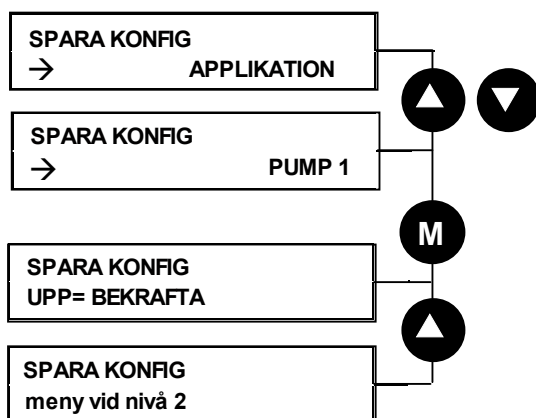 SPARA KONFIG
→ APPLIKATION
SPARA KONFIG
→ PUMP 1
M
SPARA KONFIG
UPP= BEKRAFTA
SPARA KONFIG
meny vid nivå 2